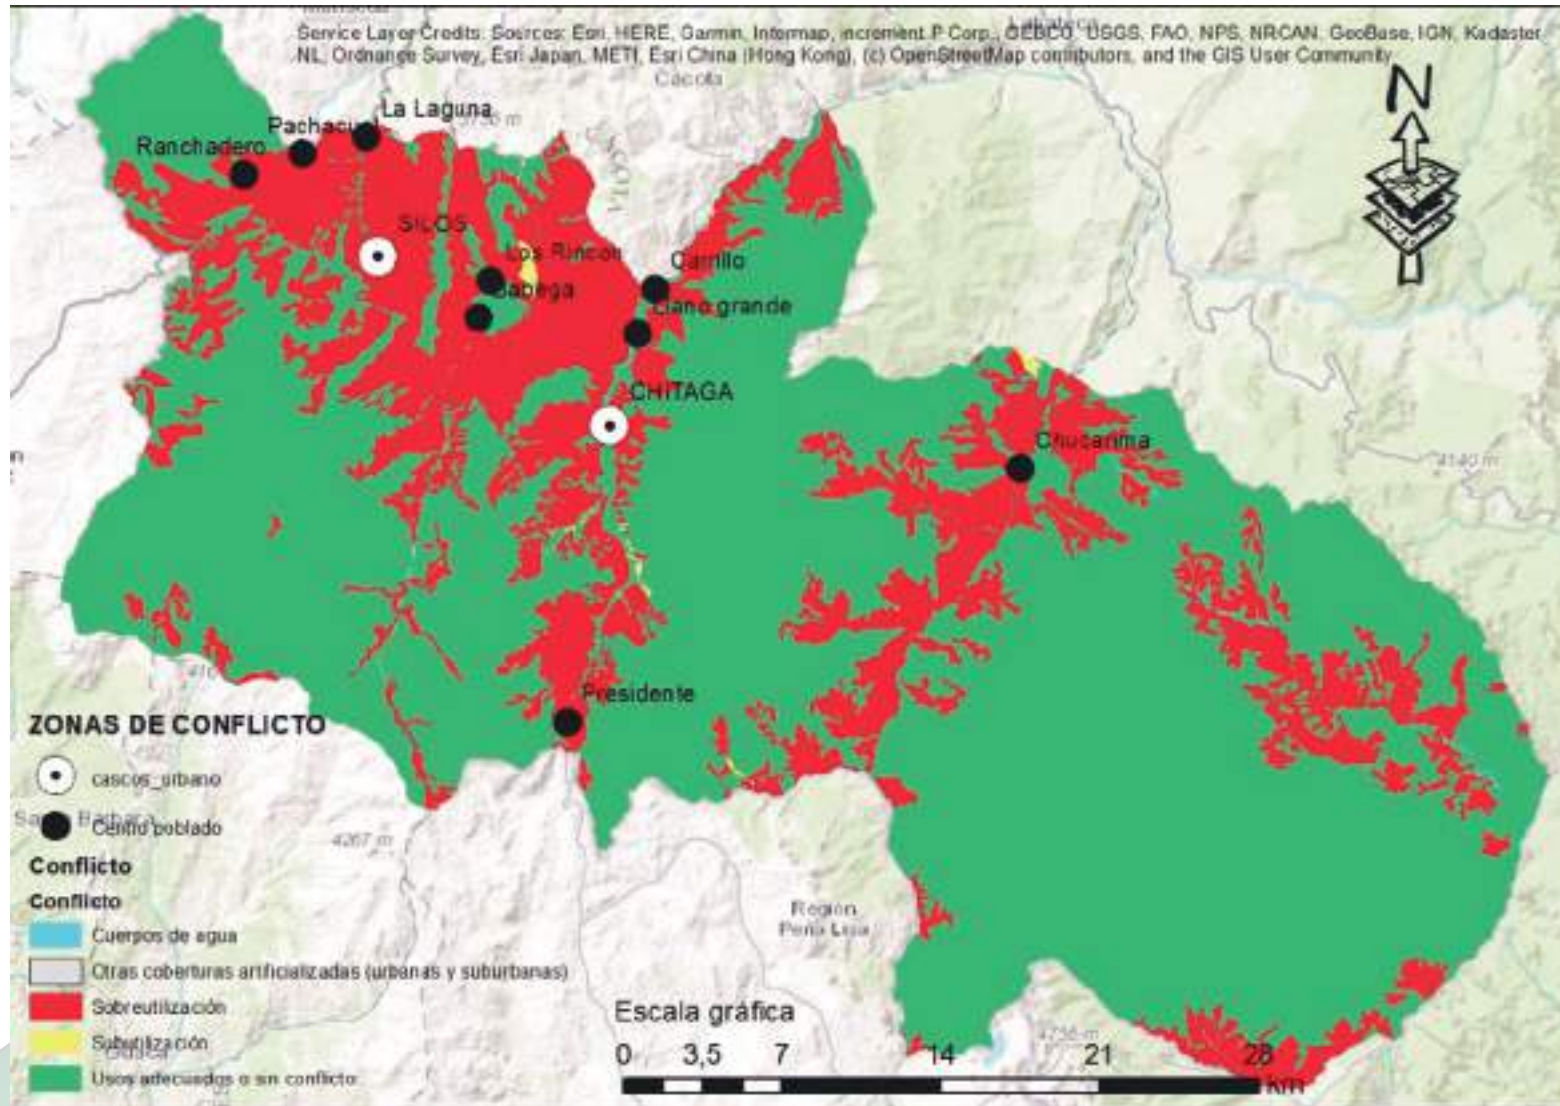 Service Layer Credits: Sources: Esri, HERE, Garmin, Intermap, increment P Corp., GEBCO, USGS, FAO, NPS, NRCAN, GeoBase, IGN, Kadaster
NL, Ordnance Survey, Esri Japan, METI, Esri China (Hong Kong), (c) OpenStreetMap contributors, and the GIS User Community
Cácota
N
La Laguna
Ranchadero
SILOS
Los Rincon
Babega
Carrillo
Llano grande
CHITAGA
Chucarima
4140 m
Presidente
ZONAS DE CONFLICTO
cascos_urbano
Centro poblado
4267 m
Conflicto
Conflicto
Cuerpos de agua
Otras coberturas artificializadas (urbanas y suburbanas)
Sobreutilización
Subutilización
Usos adecuados o sin conflicto
Región
Escala gráfica
0 3,5 7 14 21 28
km